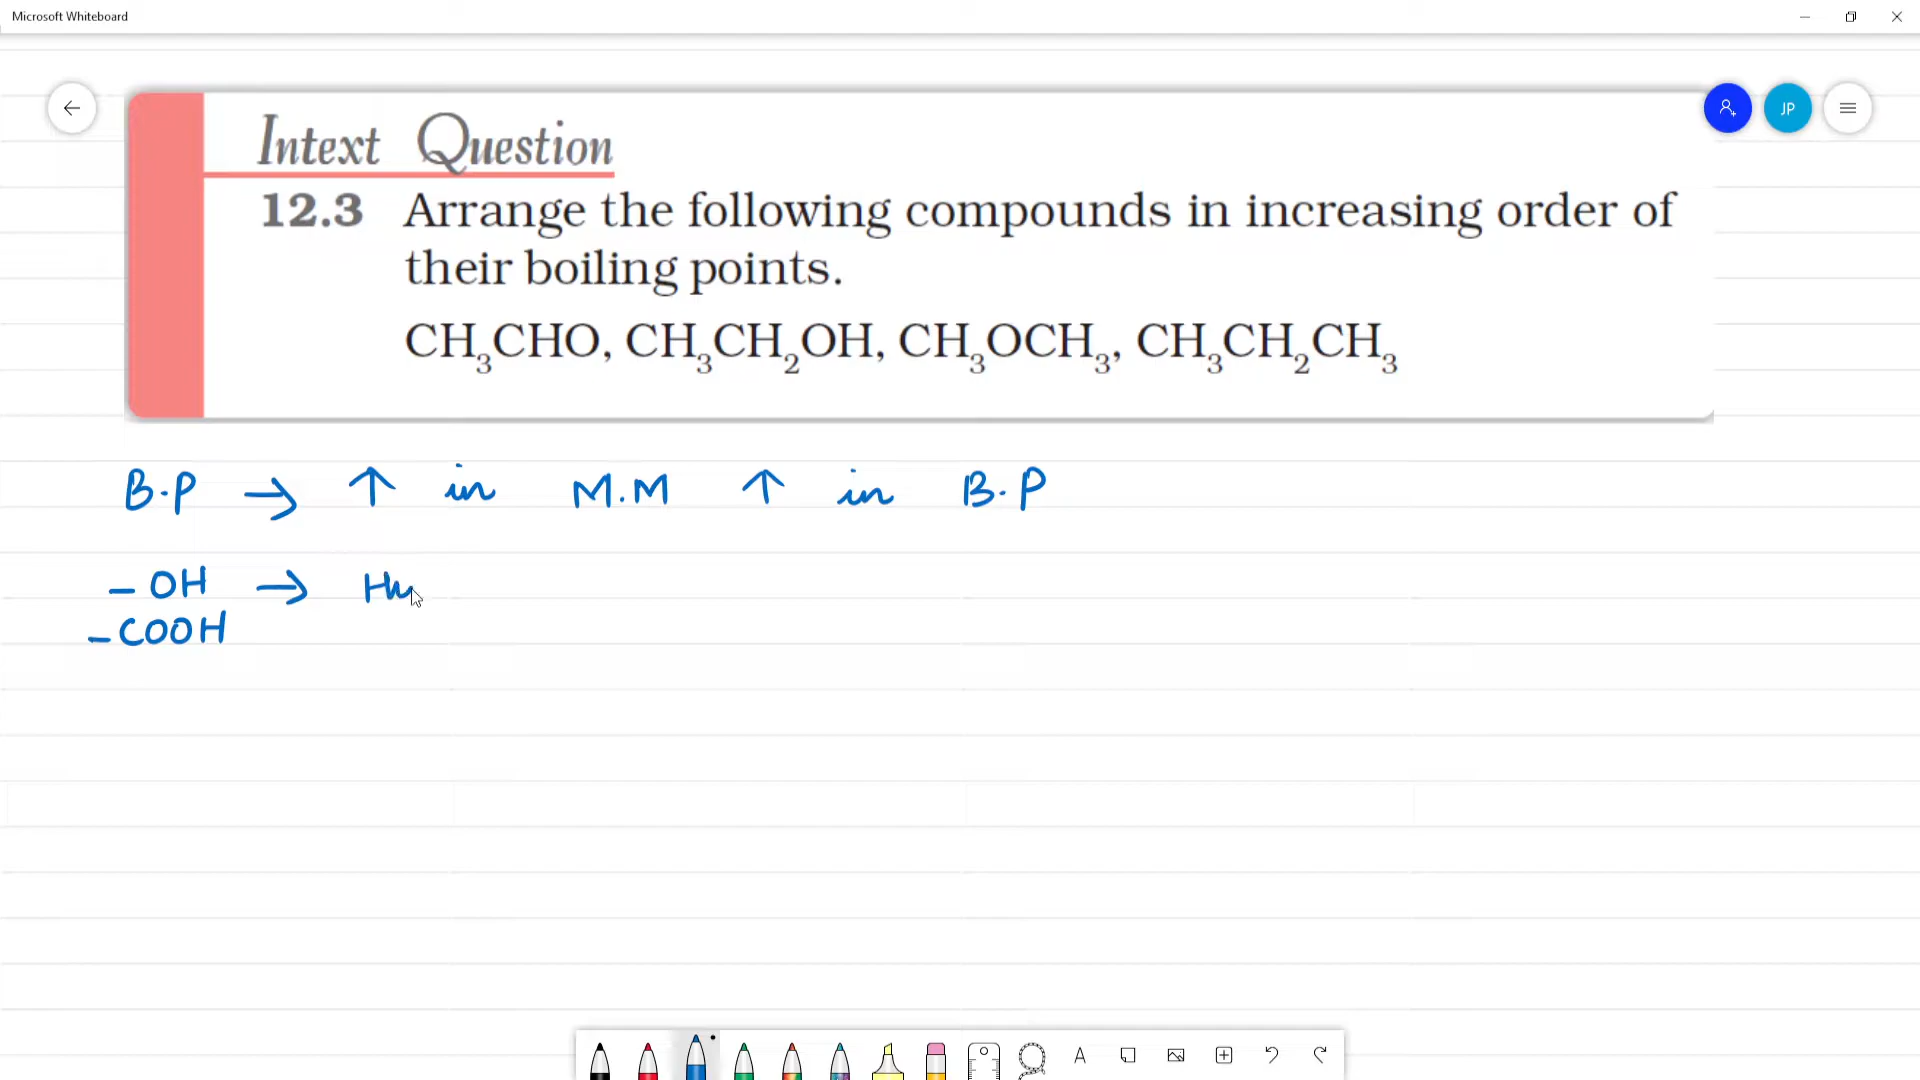 Microsoft Whiteboard
Intext Question
JP
12.3 Arrange the following compounds in increasing order of
their boiling points.
CH₃CHO, CH₃CH₂OH, CH₃OCH₃, CH₃CH₂CH₃
B.P → ↑ in M.M ↑ in B.P
– OH → Hy
– COOH
A